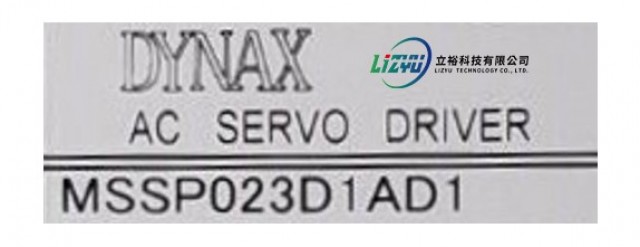 DYNAX
LiZYU
立裕科技有限公司
LIZYU TECHNOLOGY CO., LTD.
AC SERVO DRIVER
MSSP023D1AD1